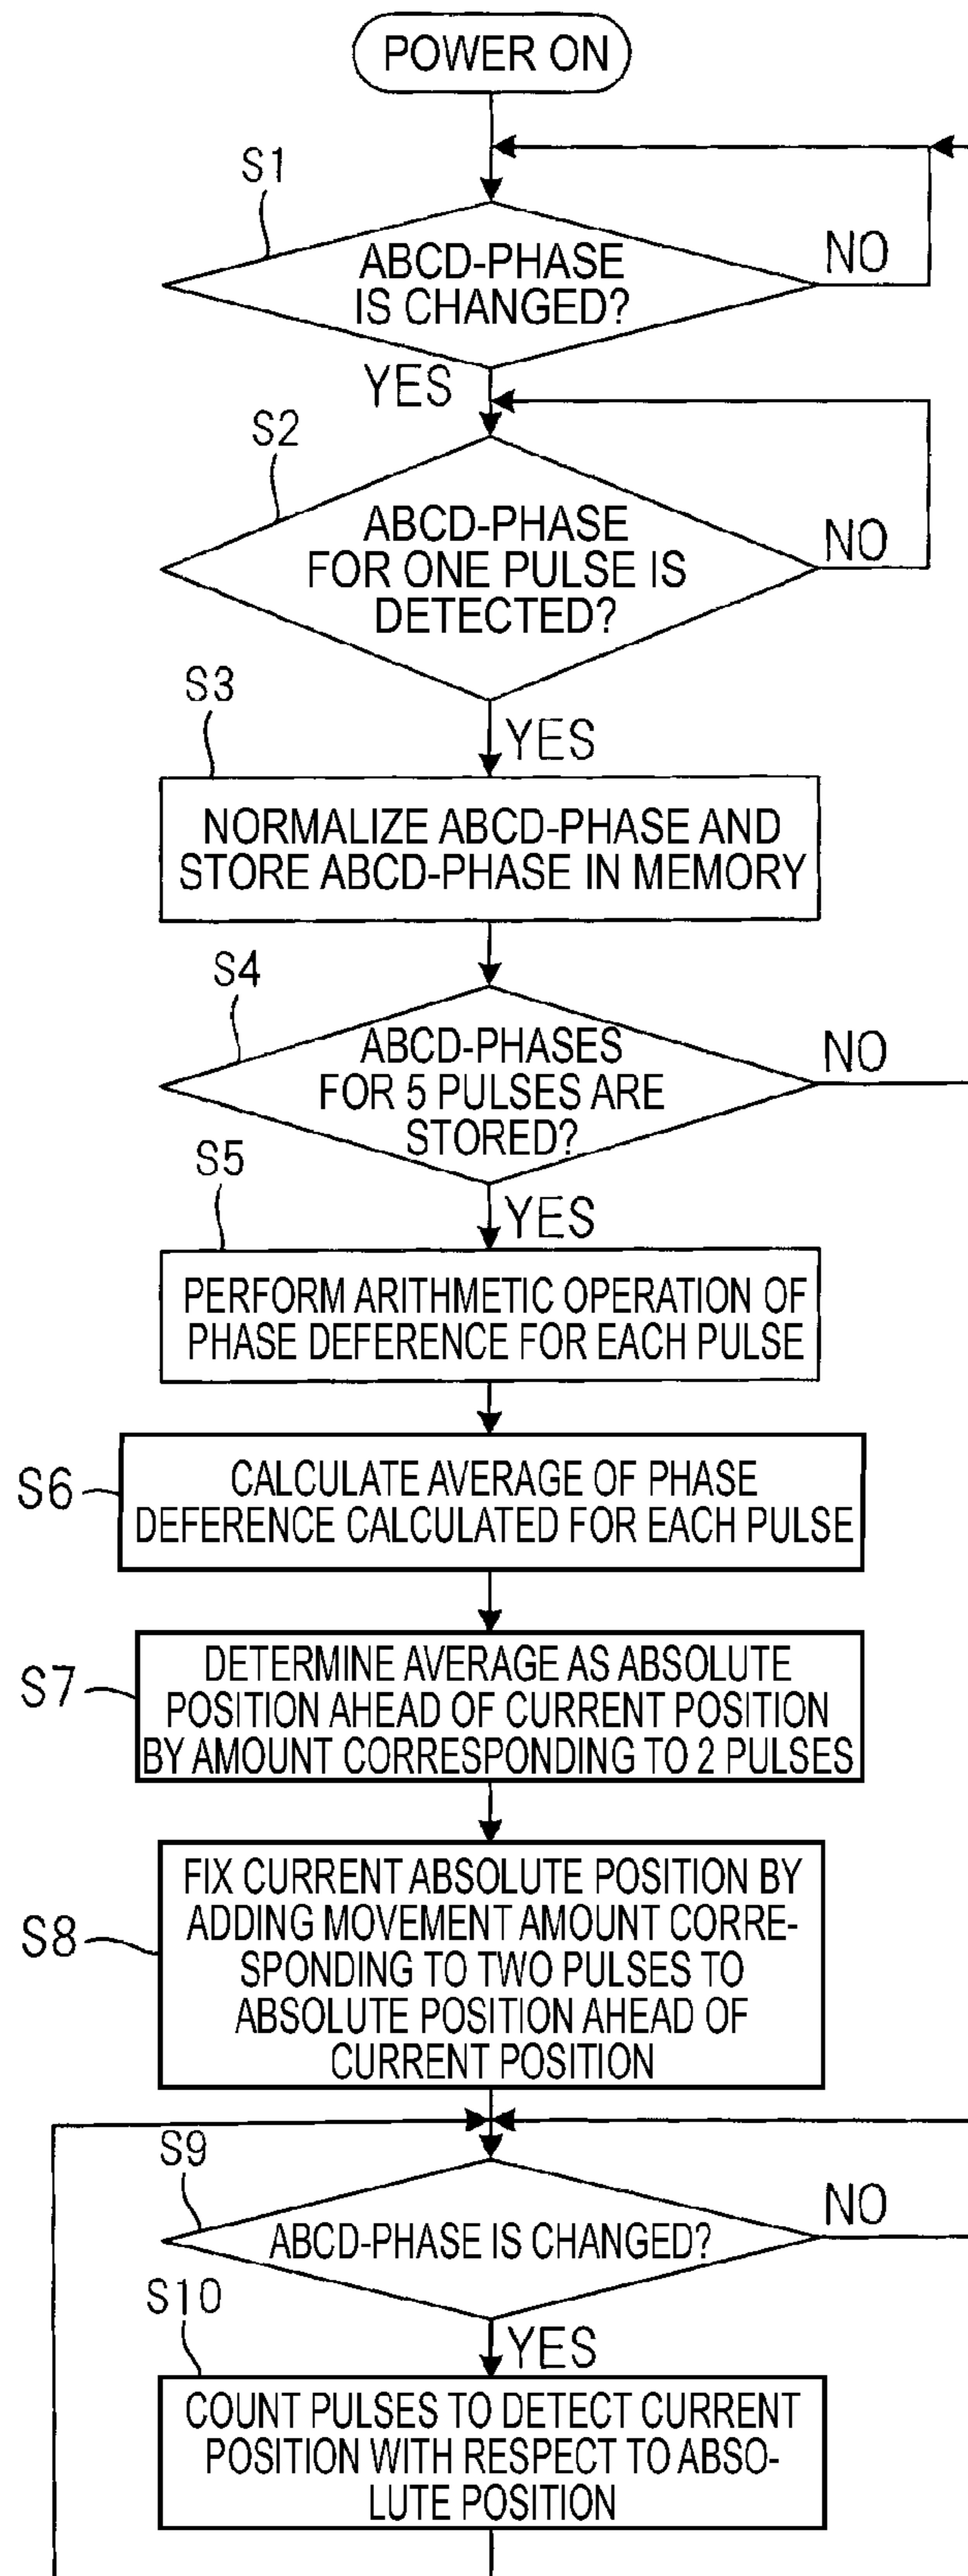 POWER ON
S1
ABCD-PHASE
IS CHANGED?
NO
YES
S2
ABCD-PHASE
FOR ONE PULSE IS
DETECTED?
NO
S3
YES
NORMALIZE ABCD-PHASE AND
STORE ABCD-PHASE IN MEMORY
S4
ABCD-PHASES
FOR 5 PULSES ARE
STORED?
NO
S5
YES
PERFORM ARITHMETIC OPERATION OF
PHASE DEFERENCE FOR EACH PULSE
S6
CALCULATE AVERAGE OF PHASE
DEFERENCE CALCULATED FOR EACH PULSE
S7
DETERMINE AVERAGE AS ABSOLUTE
POSITION AHEAD OF CURRENT POSITION
BY AMOUNT CORRESPONDING TO 2 PULSES
S8
FIX CURRENT ABSOLUTE POSITION BY
ADDING MOVEMENT AMOUNT CORRE-
SPONDING TO TWO PULSES TO
ABSOLUTE POSITION AHEAD OF
CURRENT POSITION
S9
ABCD-PHASE IS CHANGED?
NO
S10
YES
COUNT PULSES TO DETECT CURRENT
POSITION WITH RESPECT TO ABSO-
LUTE POSITION